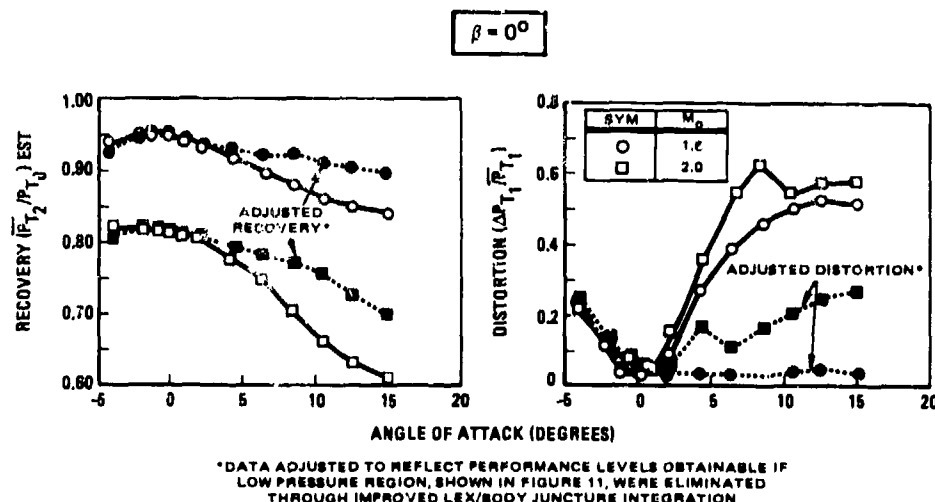 β = 0°
RECOVERY (P̅T2/PT0) EST
1.00
0.90
0.80
0.70
0.60
ADJUSTED
RECOVERY*
-5
0
5
10
15
20
DISTORTION (ΔPT1/P̅T1)
0.8
0.6
0.4
0.2
0
SYM
2.0
ADJUSTED DISTORTION*
-5
0
5
10
15
20
ANGLE OF ATTACK (DEGREES)
*DATA ADJUSTED TO REFLECT PERFORMANCE LEVELS OBTAINABLE IF
LOW PRESSURE REGION, SHOWN IN FIGURE 11, WERE ELIMINATED
THROUGH IMPROVED LEX/BODY JUNCTURE INTEGRATION